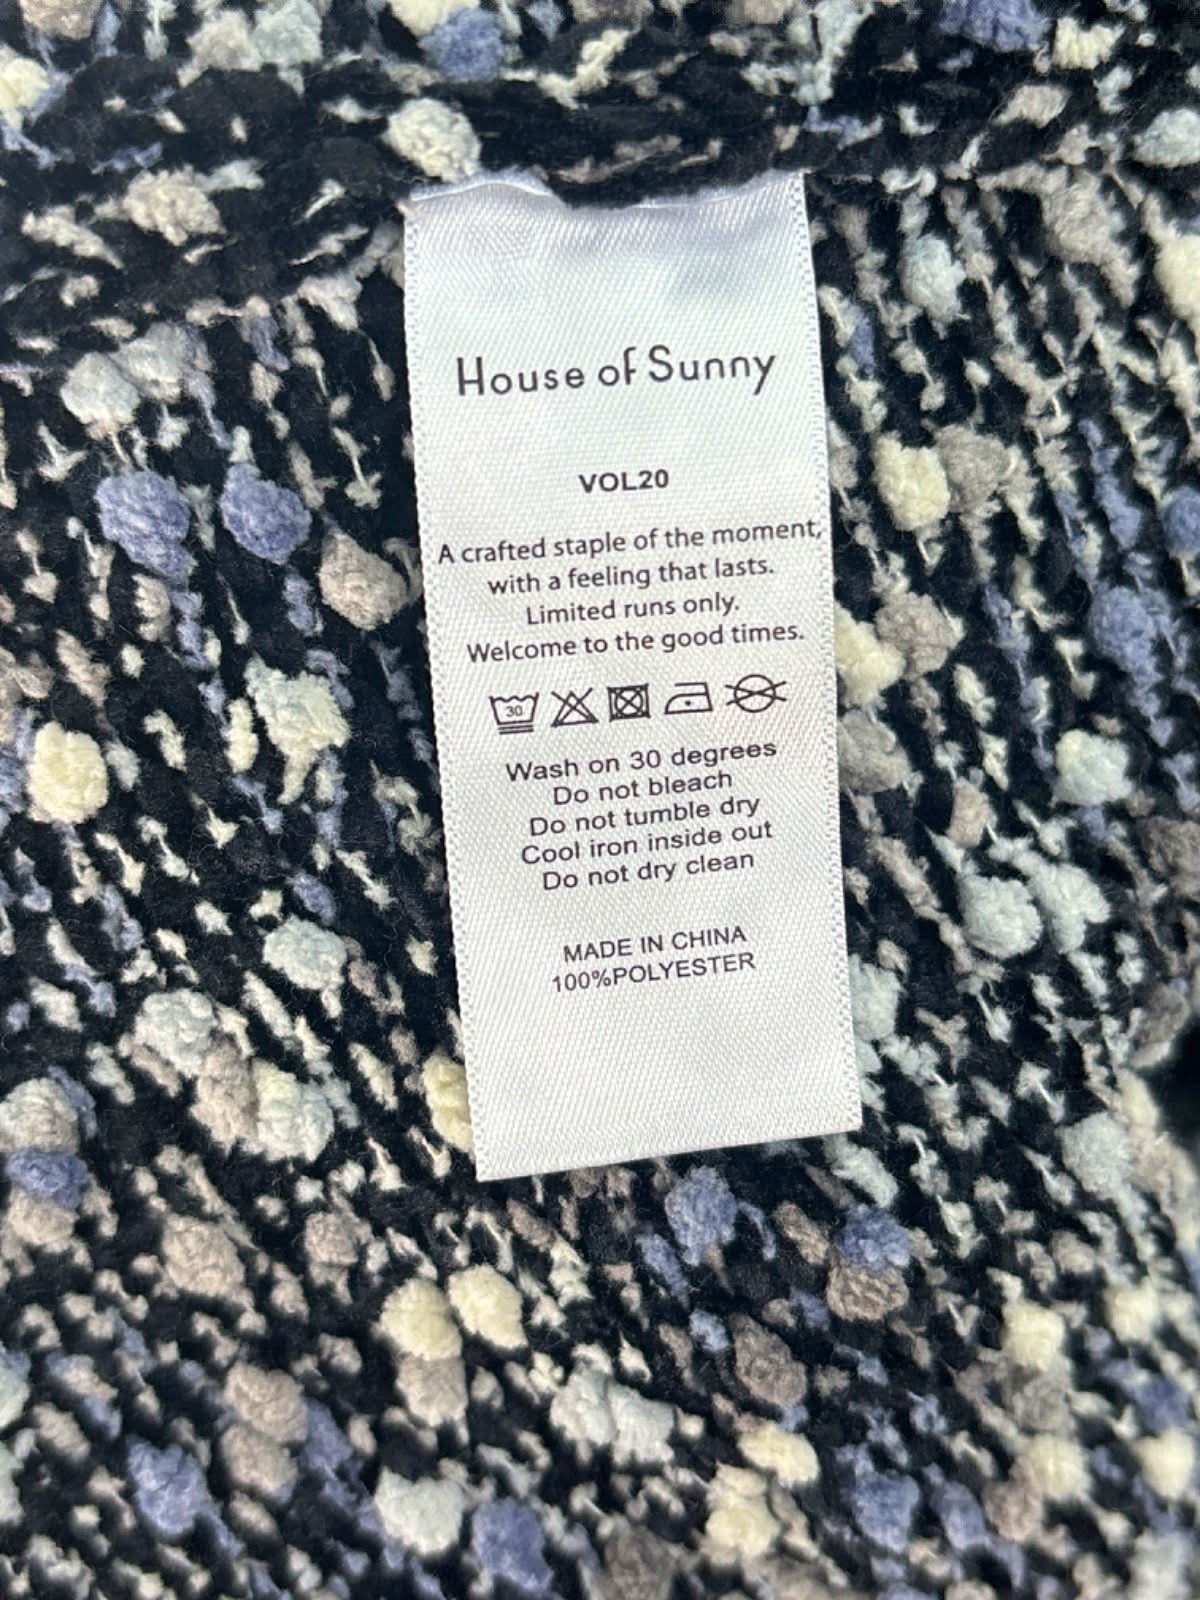 House of Sunny
VOL20
A crafted staple of the moment,
with a feeling that lasts.
Limited runs only.
Welcome to the good times.
30
Wash on 30 degrees
Do not bleach
Do not tumble dry
Cool iron inside out
Do not dry clean
MADE IN CHINA
100%POLYESTER